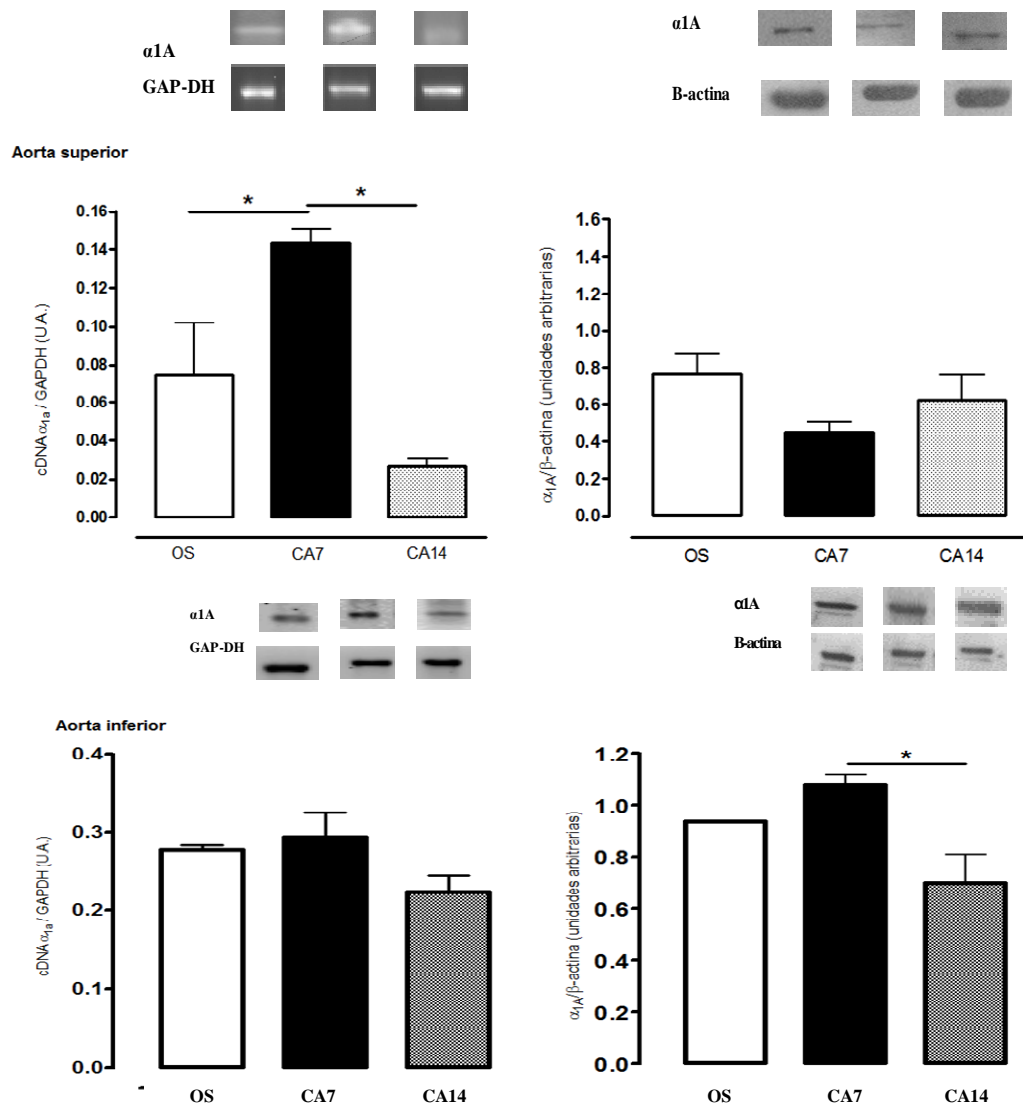 α1A
GAP-DH
α1A
B-actina
Aorta superior
* *
cDNAα1a / GAPDH (U.A.)
0.16
0.14
0.12
0.10
0.08
0.06
0.04
0.02
0.00
OS CA7 CA14
α1A/β-actina (unidades arbitrarias)
1.6
1.4
1.2
1.0
0.8
0.6
0.4
0.2
0.0
OS CA7 CA14
α1A
GAP-DH
α1A
B-actina
Aorta inferior
cDNAα1a / GAPDH (U.A.)
0.4
0.3
0.2
0.1
0.0
OS CA7 CA14
*
α1A/β-actina (unidades arbitrarias)
1.2
1.0
0.8
0.6
0.4
0.2
0.0
OS CA7 CA14